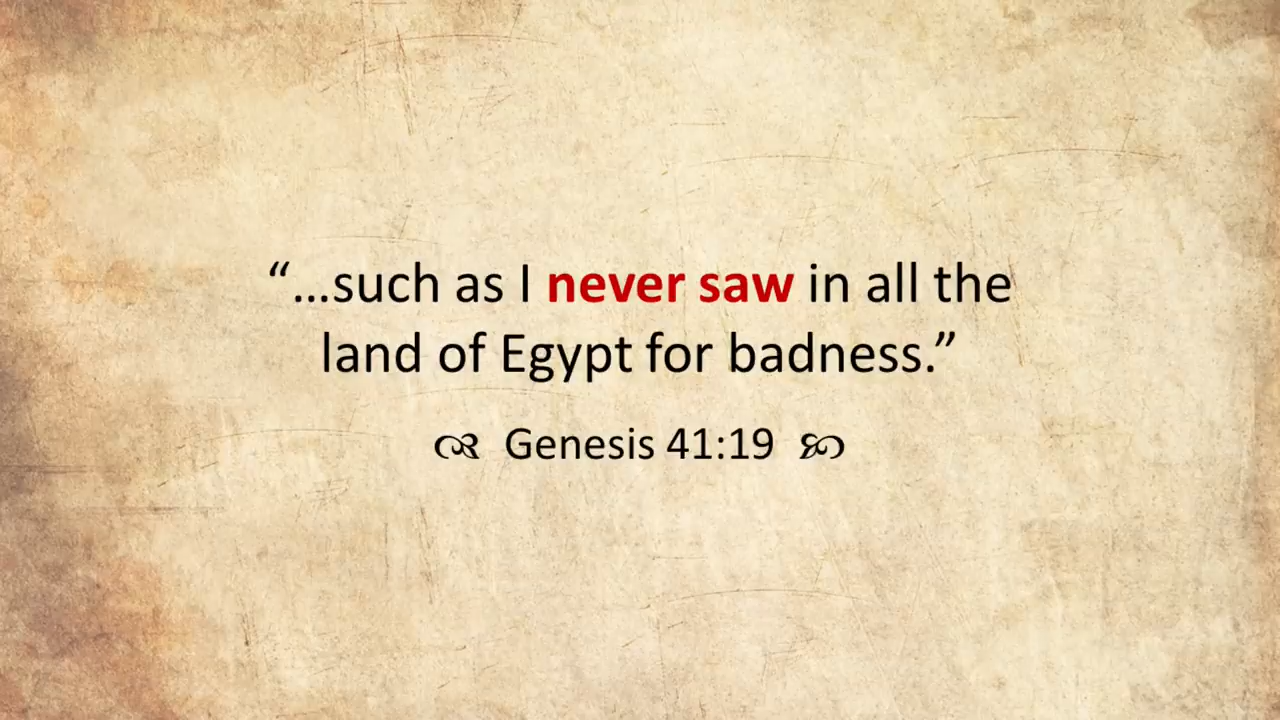 “...such as I never saw in all the
land of Egypt for badness.”
Genesis 41:19